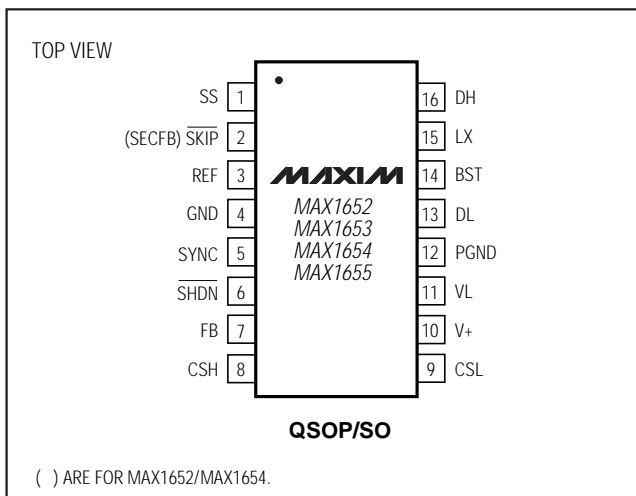 TOP VIEW
SS 1
(SECFB) SKIP 2
REF 3
GND 4
SYNC 5
SHDN 6
FB 7
CSH 8
MAXIM
MAX1652
MAX1653
MAX1654
MAX1655
16 DH
15 LX
14 BST
13 DL
12 PGND
11 VL
10 V+
9 CSL
QSOP/SO
( ) ARE FOR MAX1652/MAX1654.